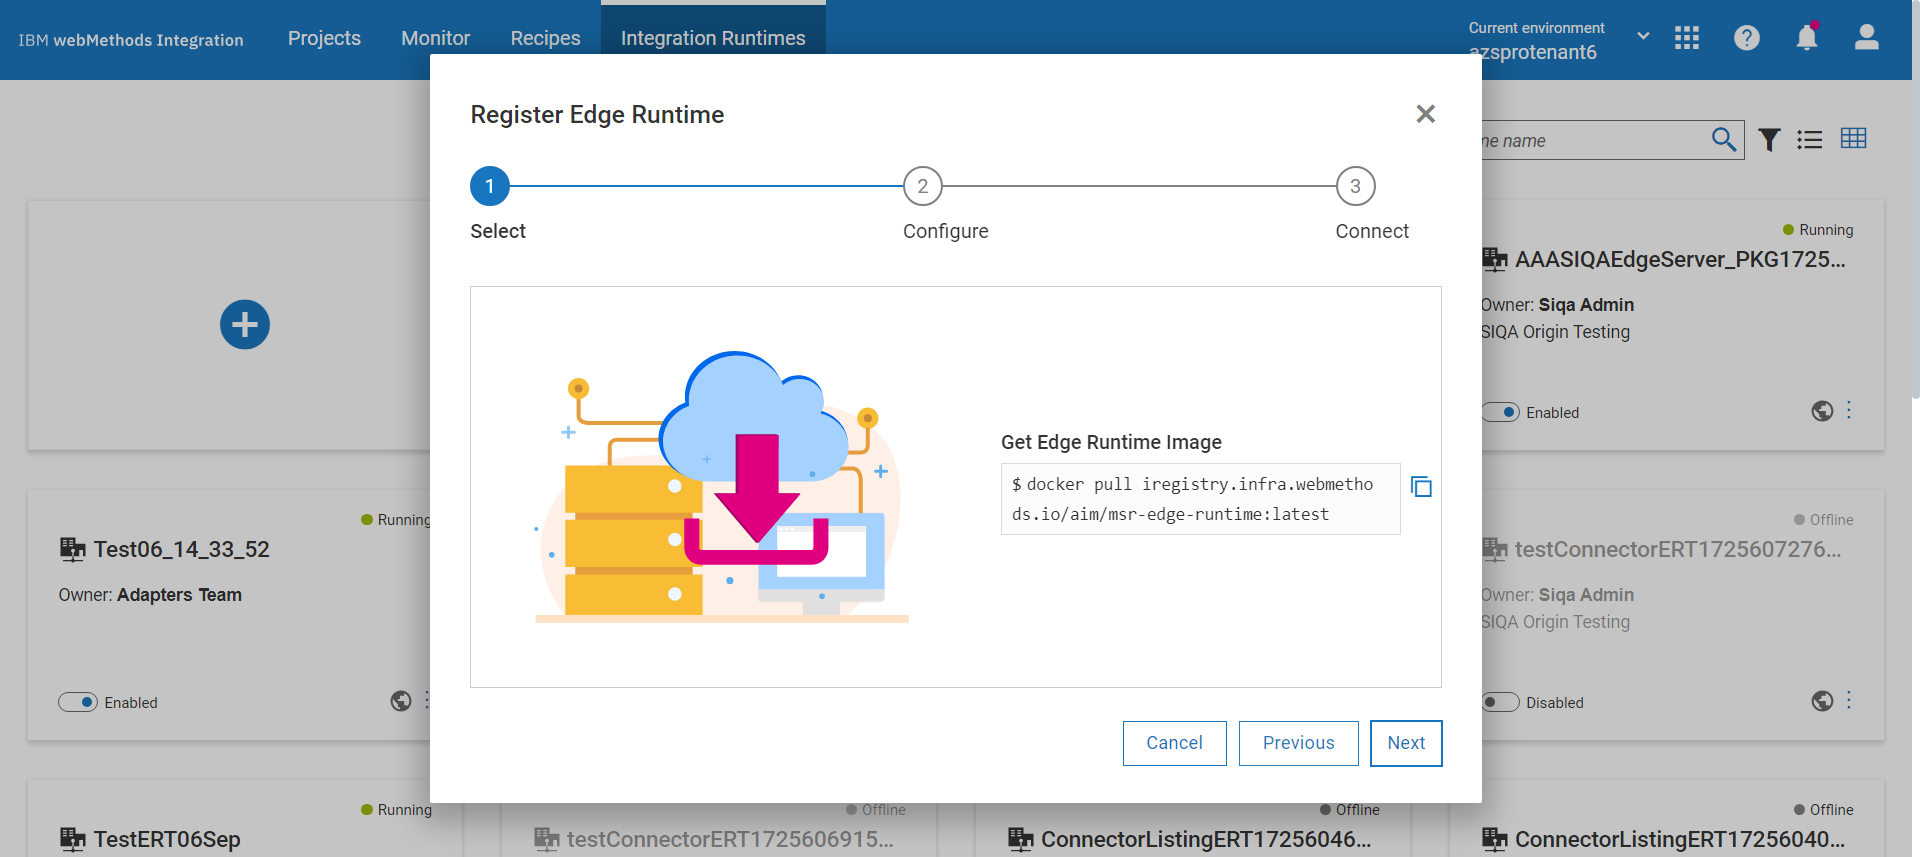 IBM webMethods Integration
Projects
Monitor
Recipes
Integration Runtimes
Current environment
azsprotenant6
Register Edge Runtime
1
2
3
Select
Configure
Connect
Get Edge Runtime Image
$ docker pull iregistry.infra.webmetho
ds.io/aim/msr-edge-runtime:latest
Cancel
Previous
Next
name
Running
AAASIQAEdgeServer_PKG1725...
Owner: Siqa Admin
SIQA Origin Testing
Enabled
Running
Test06_14_33_52
Owner: Adapters Team
Enabled
Offline
testConnectorERT1725607276...
Owner: Siqa Admin
SIQA Origin Testing
Disabled
Running
TestERT06Sep
Offline
testConnectorERT1725606915...
Offline
ConnectorListingERT17256046...
Offline
ConnectorListingERT17256040...